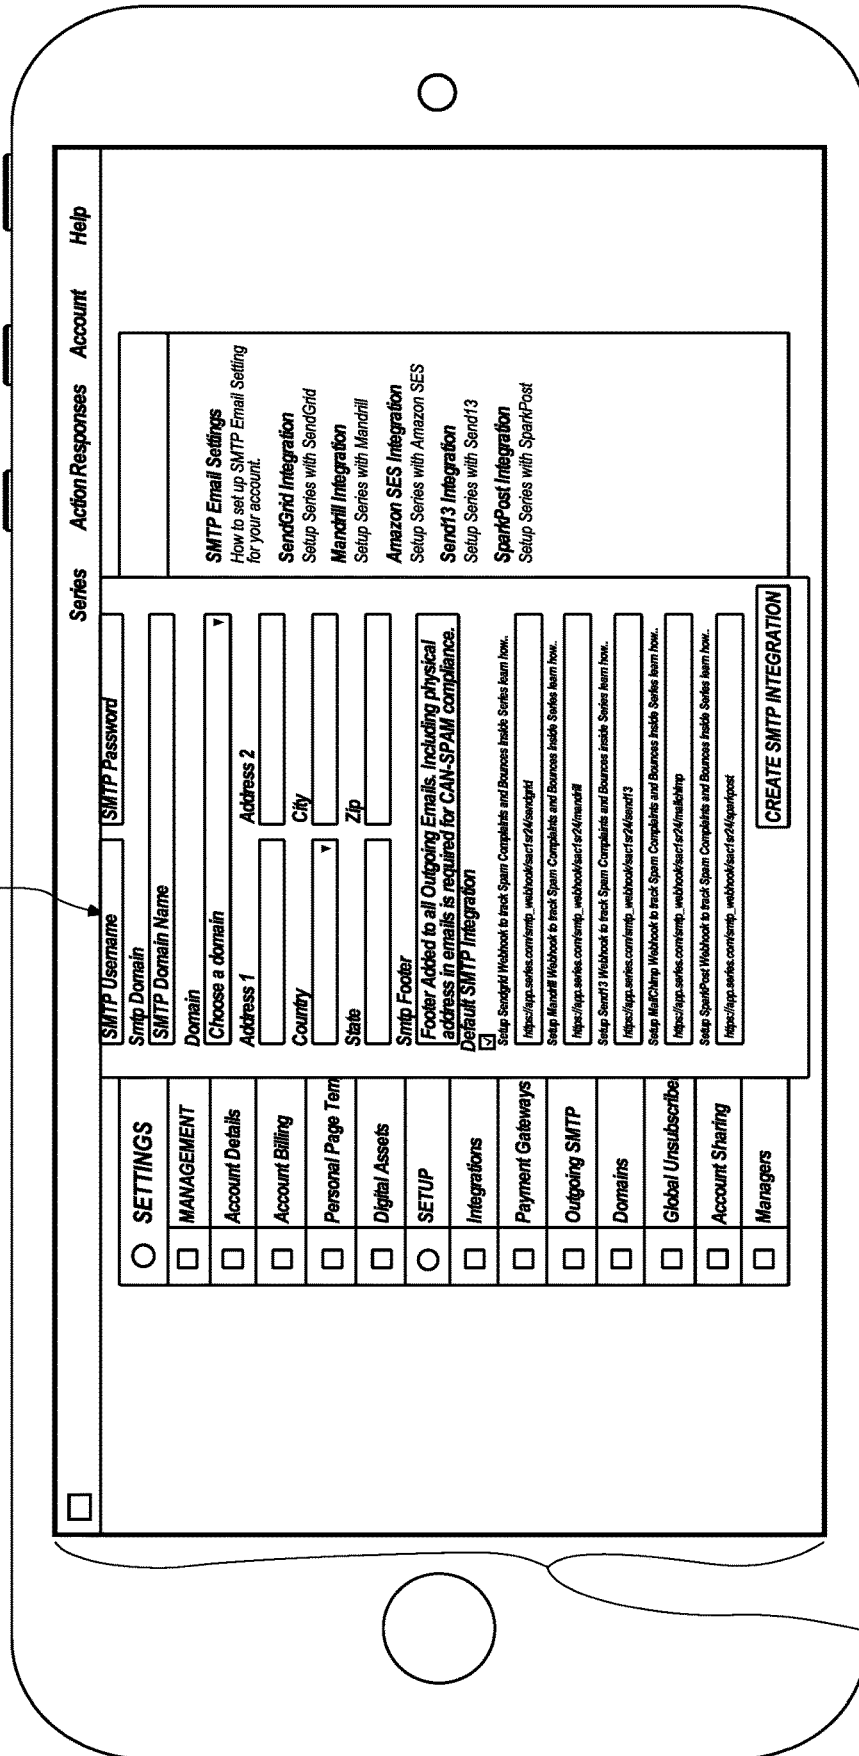 Series Action Responses Account Help
SETTINGS
MANAGEMENT
Account Details
Account Billing
Personal Page Tem
Digital Assets
SETUP
Integrations
Payment Gateways
Outgoing SMTP
Domains
Global Unsubscribe
Account Sharing
Managers
SMTP Username SMTP Password
Smtp Domain
SMTP Domain Name
Domain
Choose a domain
Address 1 Address 2
Country City
State Zip
Smtp Footer
Footer Added to all Outgoing Emails. Including physical
address in emails is required for CAN-SPAM compliance.
Default SMTP Integration
Setup Sendgrid Webhook to track Spam Complaints and Bounces Inside Series learn how..
https://app.series.com/smtp_webhook/sac1sr24/sendgrid
Setup Mandrill Webhook to track Spam Complaints and Bounces Inside Series learn how..
https://app.series.com/smtp_webhook/sac1sr24/mandrill
Setup Send13 Webhook to track Spam Complaints and Bounces Inside Series learn how..
https://app.series.com/smtp_webhook/sac1sr24/send13
Setup MailChimp Webhook to track Spam Complaints and Bounces Inside Series learn how..
https://app.series.com/smtp_webhook/sac1sr24/mailchimp
Setup SparkPost Webhook to track Spam Complaints and Bounces Inside Series learn how..
https://app.series.com/smtp_webhook/sac1sr24/sparkpost
CREATE SMTP INTEGRATION
SMTP Email Settings
How to set up SMTP Email Setting
for your account.
SendGrid Integration
Setup Series with SendGrid
Mandrill Integration
Setup Series with Mandrill
Amazon SES Integration
Setup Series with Amazon SES
Send13 Integration
Setup Series with Send13
SparkPost Integration
Setup Series with SparkPost